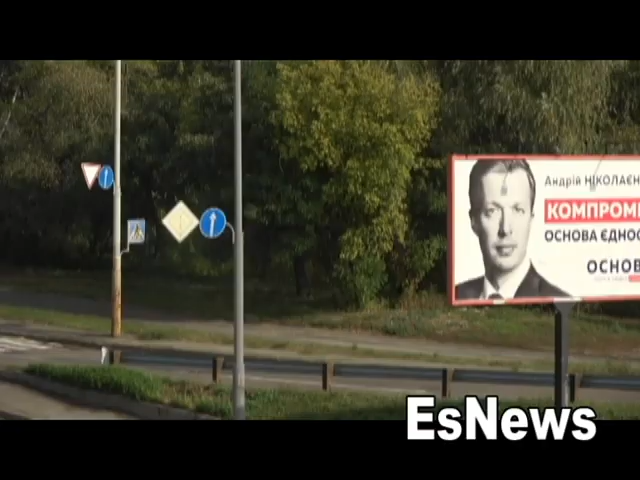 Андрій НІКОЛАЄН
КОМПРОМІ
ОСНОВА ЄДНОС
ОСНОВ
EsNews